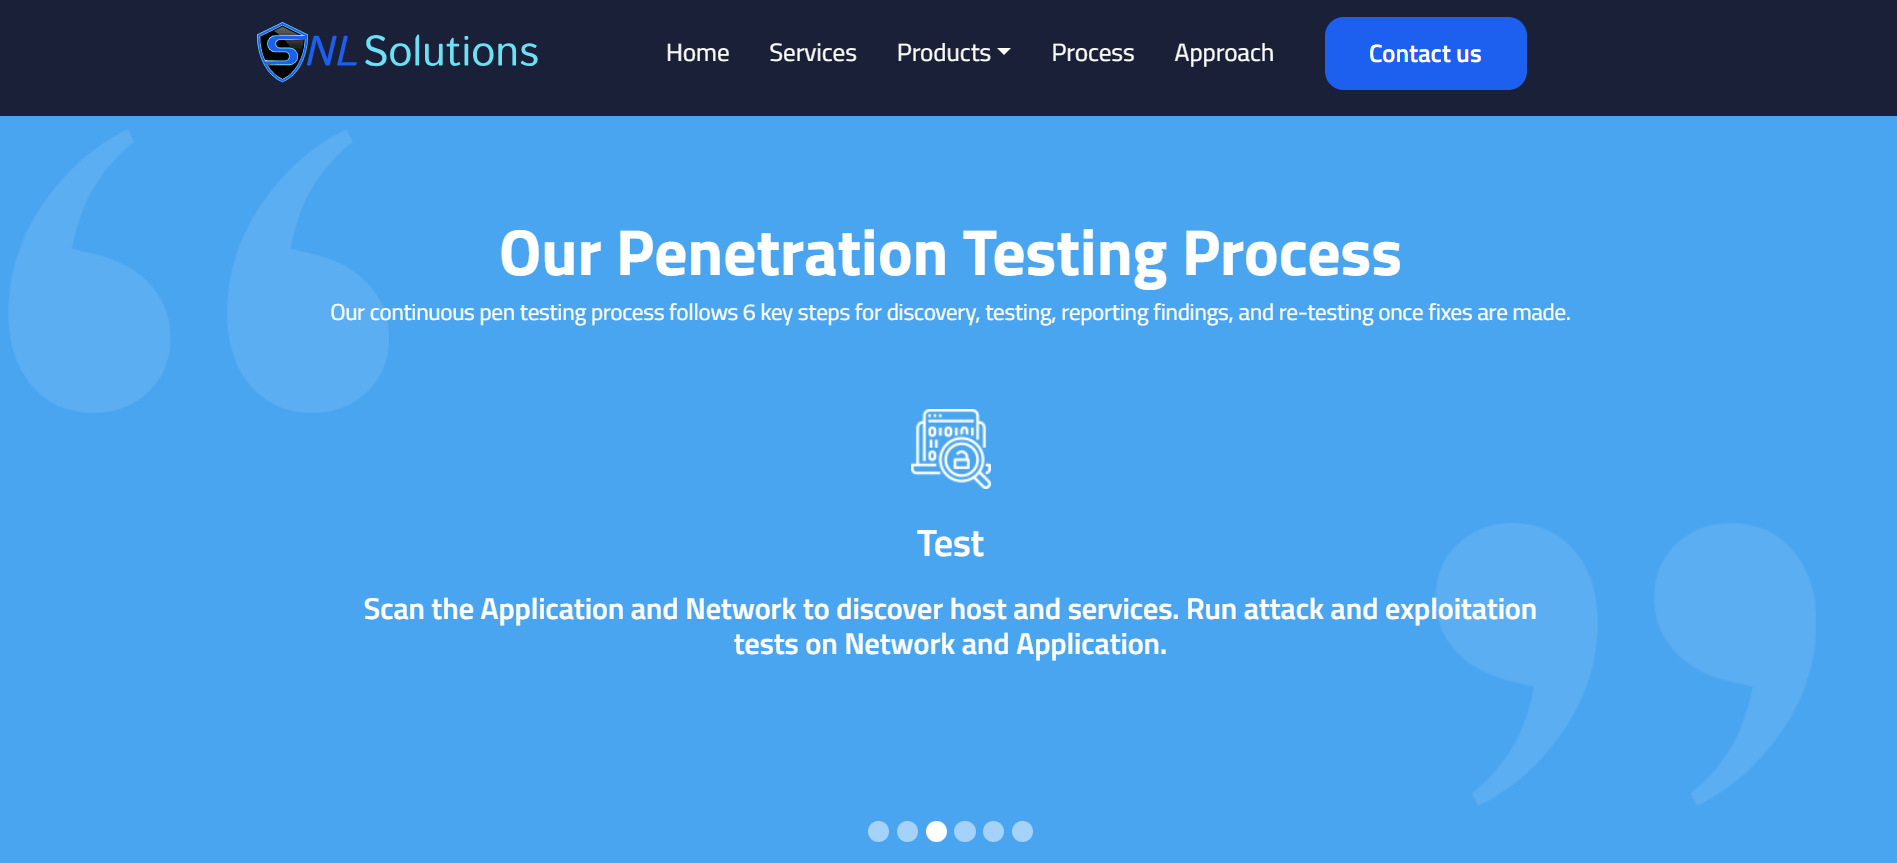 SNL Solutions
Home Services Products Process Approach Contact us
Our Penetration Testing Process
Our continuous pen testing process follows 6 key steps for discovery, testing, reporting findings, and re-testing once fixes are made.
Test
Scan the Application and Network to discover host and services. Run attack and exploitation
tests on Network and Application.